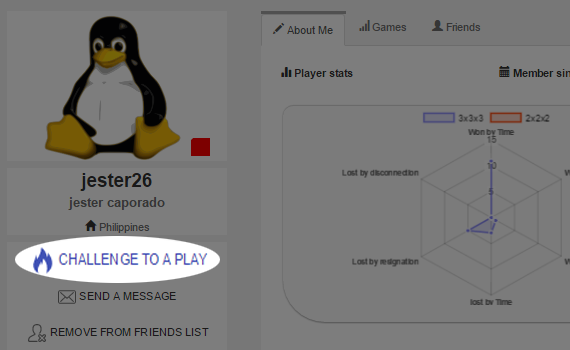 About Me
Games
Friends
Player stats
Member sin
3x3x3
2x2x2
Won by Time
15
10
5
Lost by disconnection
W
Lost by resignation
W
lost by Time
jester26
jester caporado
Philippines
CHALLENGE TO A PLAY
SEND A MESSAGE
REMOVE FROM FRIENDS LIST